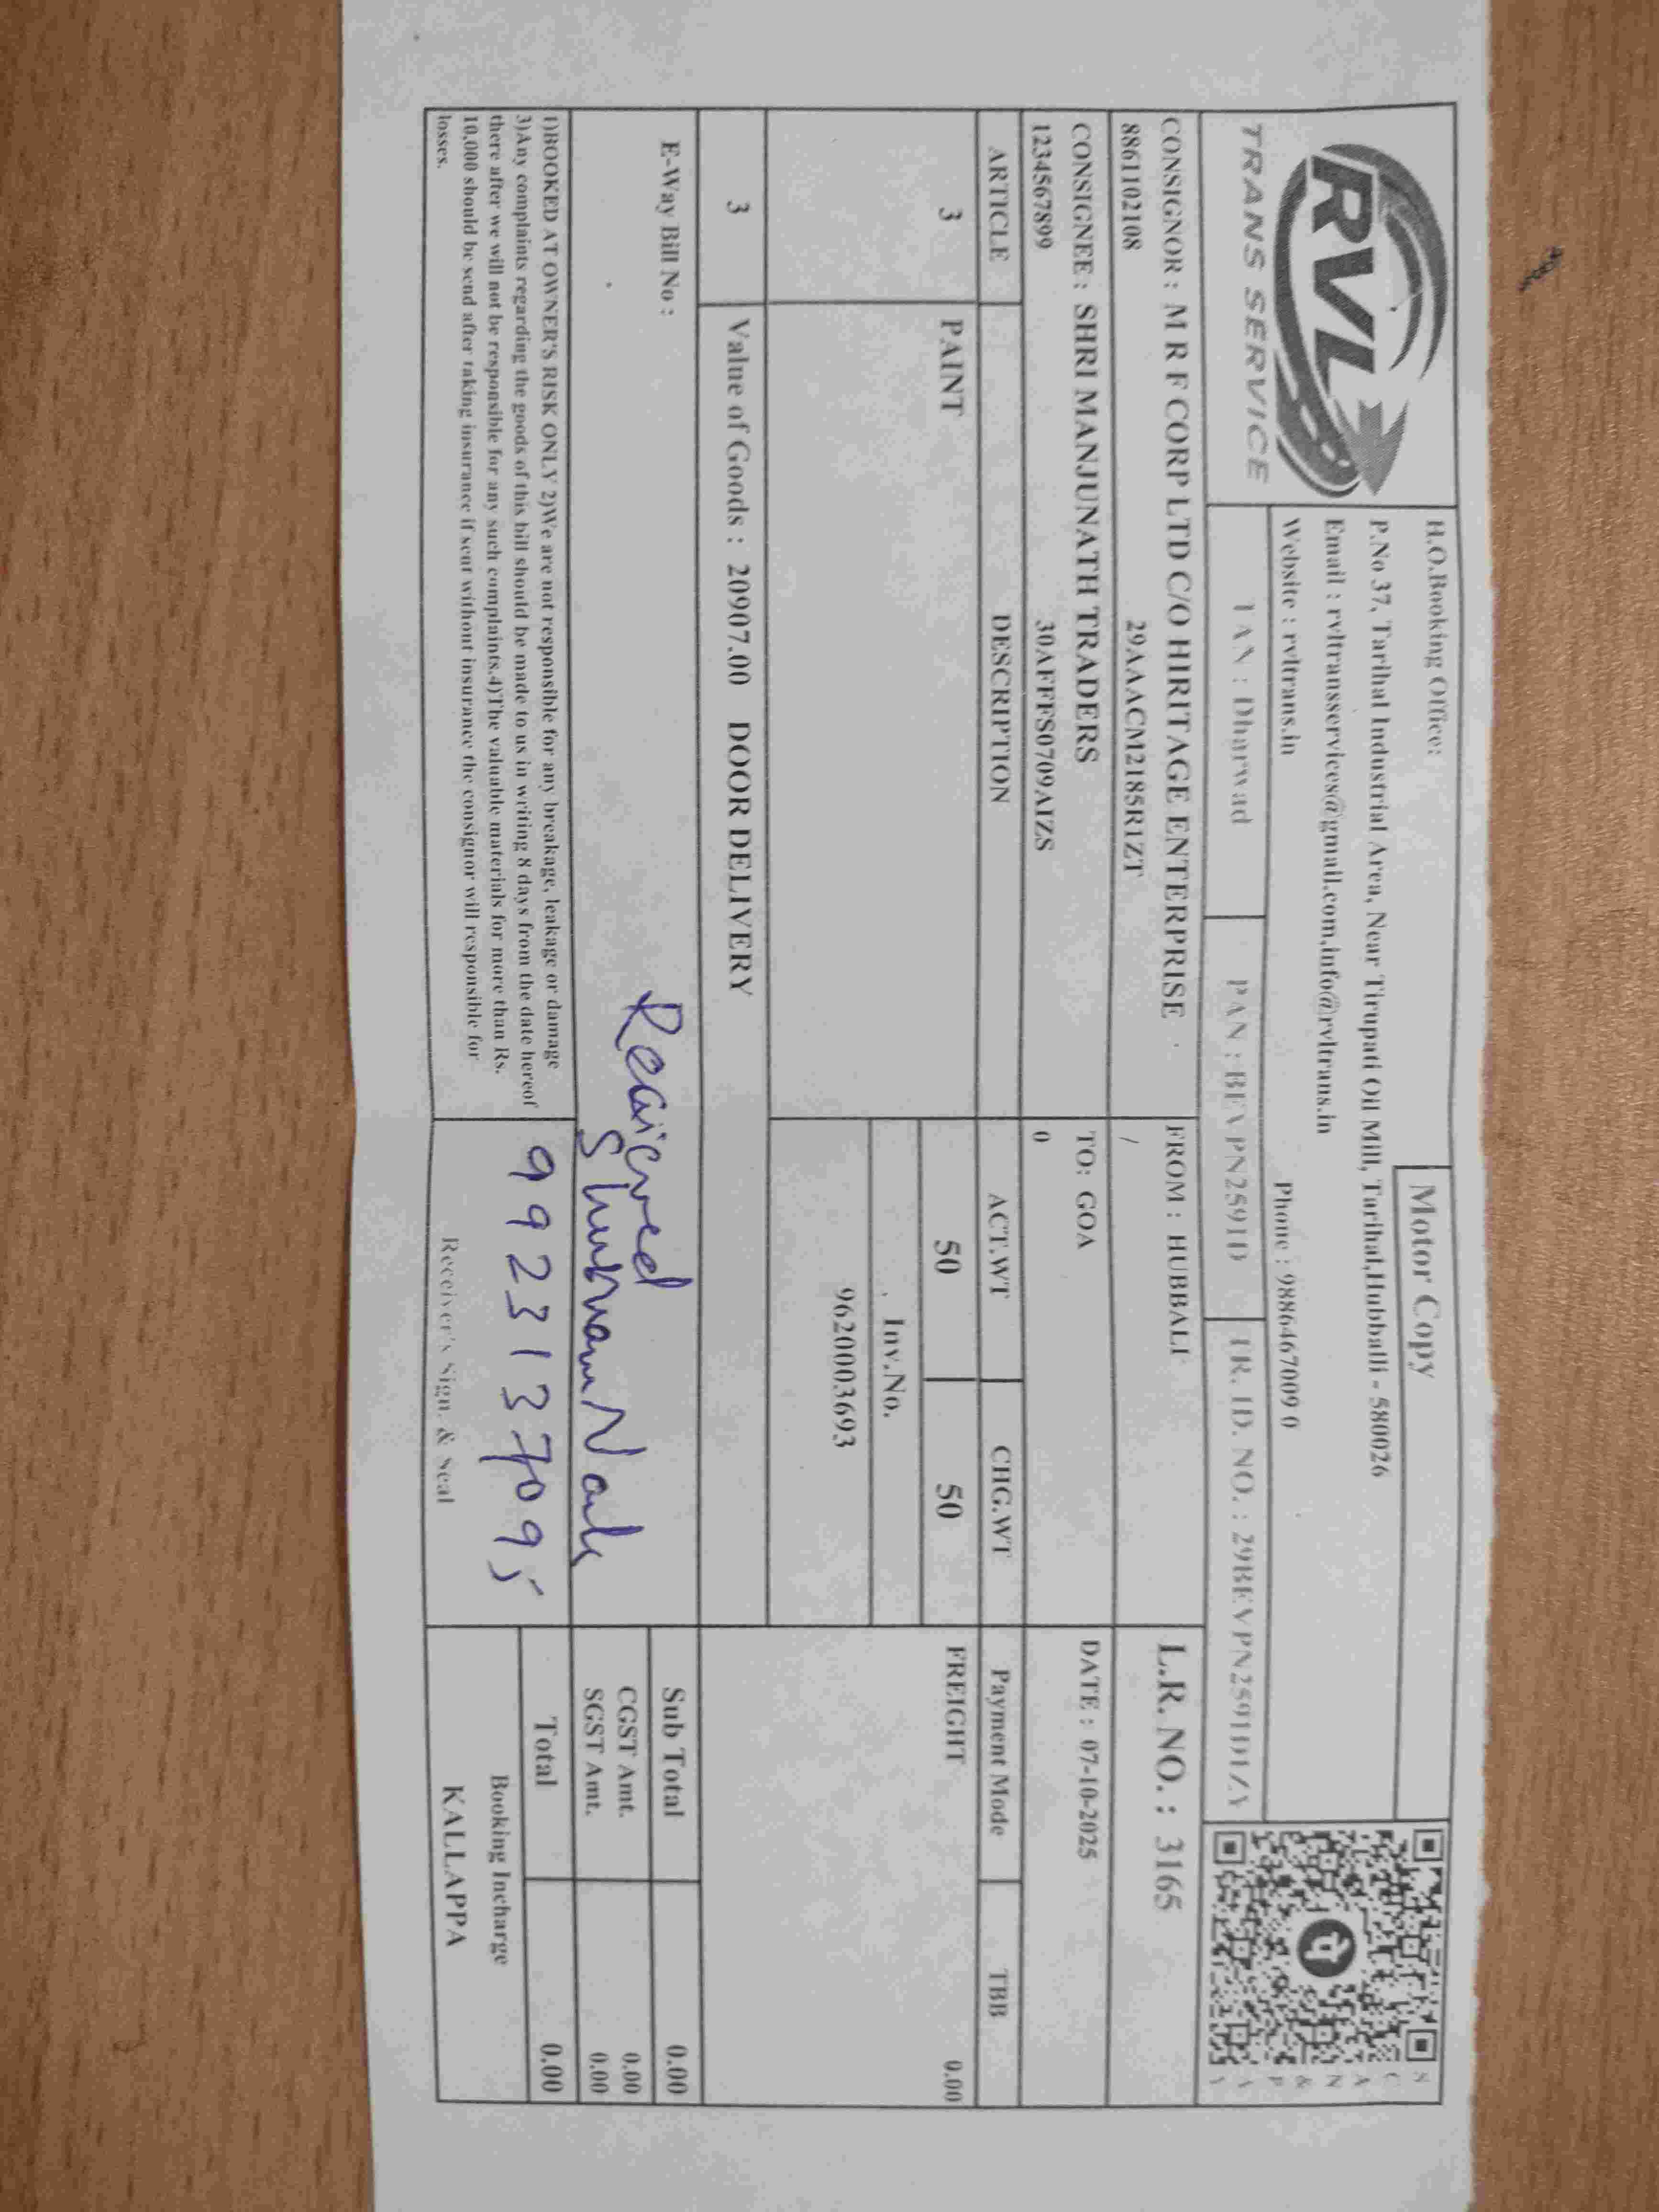 RVL
TRANS SERVICE
Motor Copy
H.O.Booking Office:
P.No 37, Tarihal Industrial Area, Near Tirupati Oil Mill, Tarihal,Hubballi - 580026
Email : rvltransservices@gmail.com,info@rvltrans.in
Website : rvltrans.in Phone : 9886467009 0
SCAN & PAY
TAN : Dharwad PAN : BEVPN2591D TR. ID. NO. : 29BEVPN2591D1ZY
CONSIGNOR : M R F CORP LTD C/O HIRITAGE ENTERPRISE FROM : HUBBALI L.R. NO. : 3165
8861102108 29AAACM2185R1ZT /
CONSIGNEE : SHRI MANJUNATH TRADERS TO: GOA DATE : 07-10-2025
1234567899 30AFFFS0709A1ZS 0
ARTICLE DESCRIPTION ACT.WT CHG.WT Payment Mode TBB
3 PAINT 50 50 FREIGHT 0.00
Inv.No.
9620003693
3 Value of Goods : 20907.00 DOOR DELIVERY
E-Way Bill No : Sub Total 0.00
CGST Amt. 0.00
SGST Amt. 0.00
Total 0.00
Shubham
9923137095
1)BOOKED AT OWNER'S RISK ONLY 2)We are not responsible for any breakage, leakage or damage
3)Any complaints regarding the goods of this bill should be made to us in writing 8 days from the date hereof
there after we will not be responsible for any such complaints.4)The valuable materials for more than Rs.
10,000 should be send after taking insurance if sent without insurance the consignor will responsible for
losses.
Receiver's Sign. & Seal
Booking Incharge
KALLAPPA